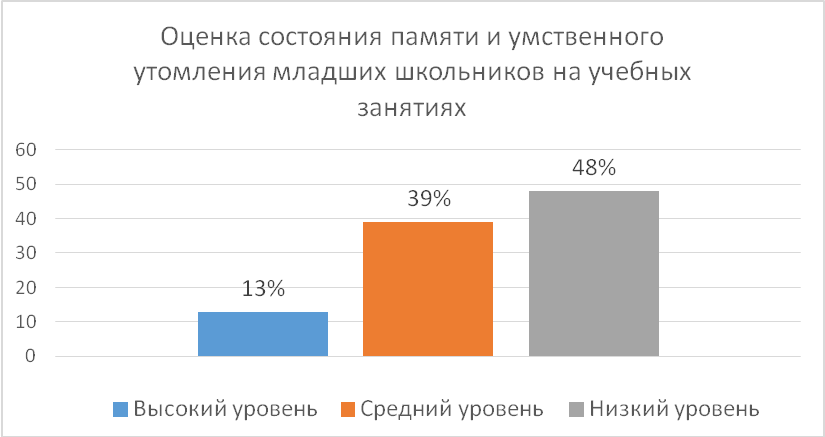 Оценка состояния памяти и умственного
утомления младших школьников на учебных
занятиях
60
50
40
30
20
10
0
13%
39%
48%
Высокий уровень
Средний уровень
Низкий уровень